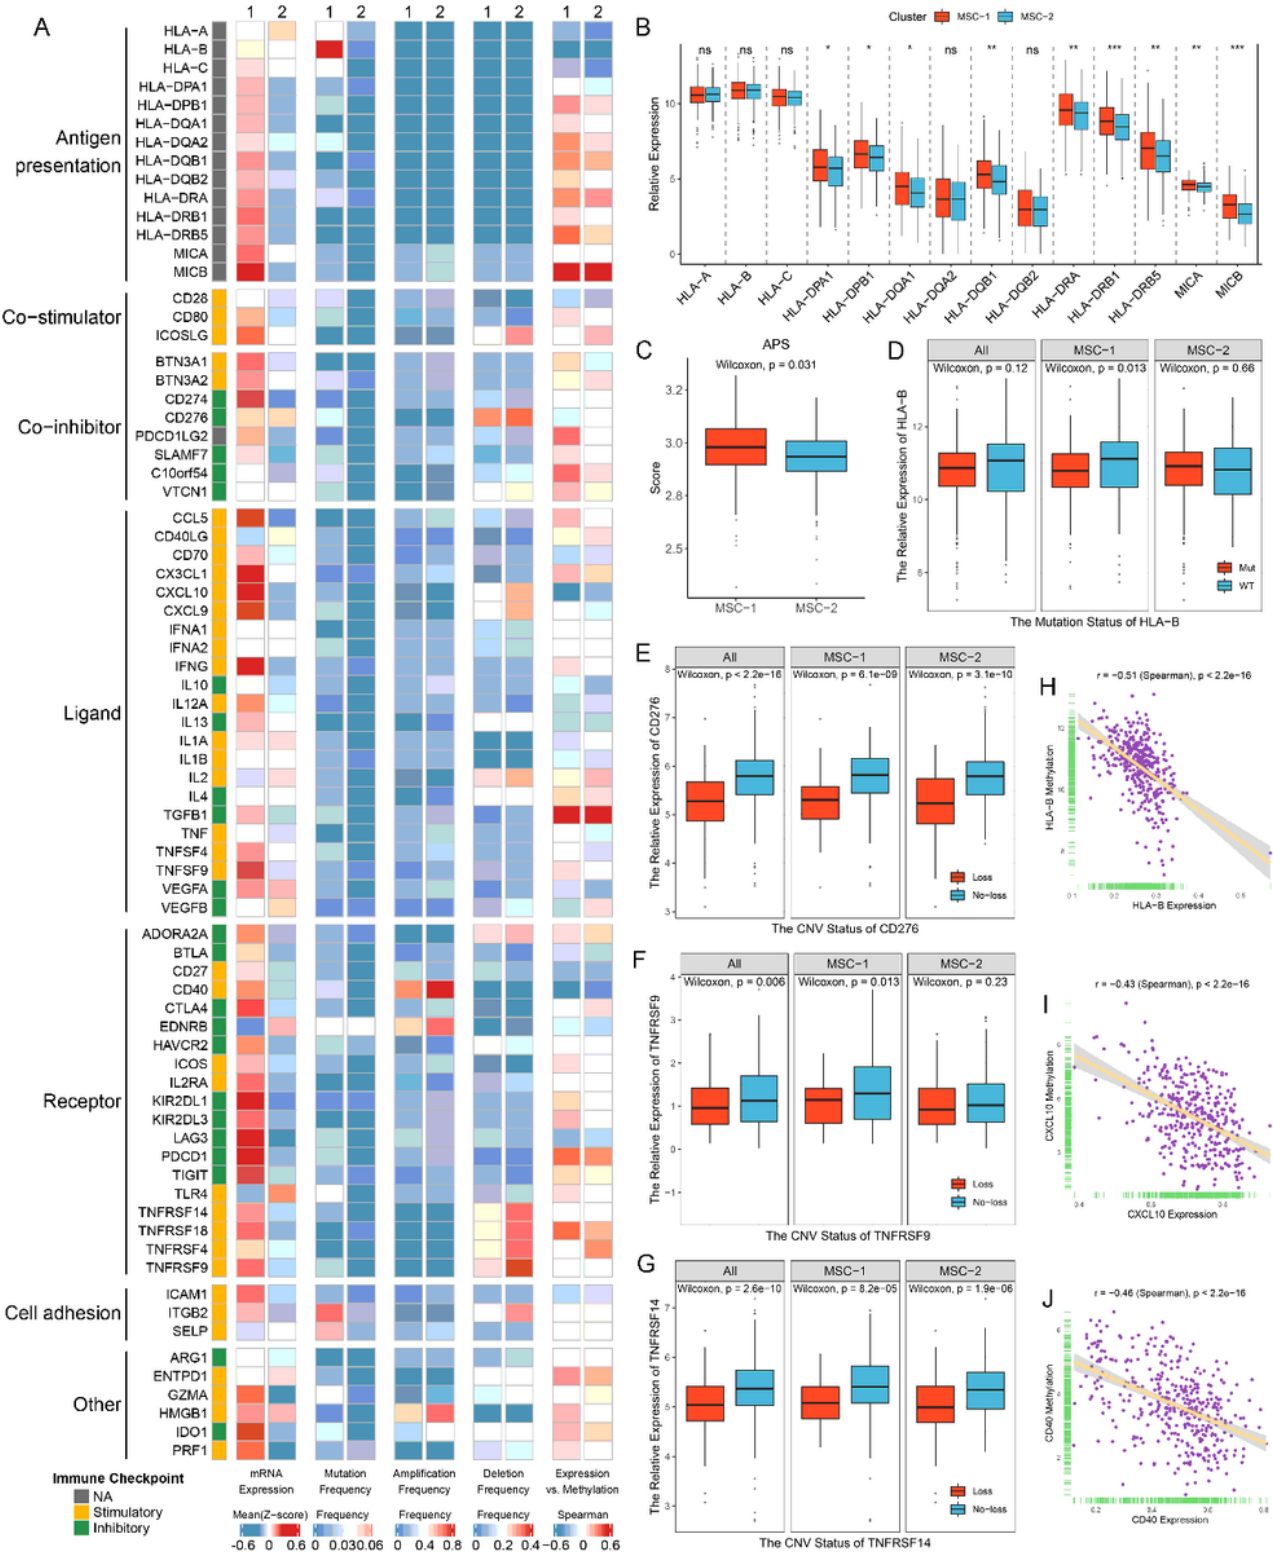 A
1 2 1 2 1 2 1 2 1 2
Antigen
presentation
HLA-A
HLA-B
HLA-C
HLA-DPA1
HLA-DPB1
HLA-DQA1
HLA-DQA2
HLA-DQB1
HLA-DQB2
HLA-DRA
HLA-DRB1
HLA-DRB5
MICA
MICB
Co-stimulator
CD28
CD80
ICOSLG
Co-inhibitor
BTN3A1
BTN3A2
CD274
CD276
PDCD1LG2
SLAMF7
C10orf54
VTCN1
Ligand
CCL5
CD40LG
CD70
CX3CL1
CXCL10
CXCL9
IFNA1
IFNA2
IFNG
IL10
IL12A
IL13
IL1A
IL1B
IL2
IL4
TGFB1
TNF
TNFSF4
TNFSF9
VEGFA
VEGFB
Receptor
ADORA2A
BTLA
CD27
CD40
CTLA4
EDNRB
HAVCR2
ICOS
IL2RA
KIR2DL1
KIR2DL3
LAG3
PDCD1
TIGIT
TLR4
TNFRSF14
TNFRSF18
TNFRSF4
TNFRSF9
Cell adhesion
ICAM1
ITGB2
SELP
Other
ARG1
ENTPD1
GZMA
HMGB1
IDO1
PRF1
Immune Checkpoint
NA
Stimulatory
Inhibitory
mRNA
Expression
Mean(Z-score)
-0.6 0 0.6
Mutation
Frequency
Frequency
0 0.030.06
Amplification
Frequency
Frequency
0 0.4 0.8
Deletion
Frequency
Frequency
0 0.2 0.4
Expression
vs. Methylation
Spearman
-0.6 0 0.6
B
Cluster MSC-1 MSC-2
Relative Expression
10
5
0
ns ns ns * * * ns ** ns ** *** ** ** ***
HLA-A HLA-B HLA-C HLA-DPA1 HLA-DPB1 HLA-DQA1 HLA-DQA2 HLA-DQB1 HLA-DQB2 HLA-DRA HLA-DRB1 HLA-DRB5 MICA MICB
C
APS
Wilcoxon, p = 0.031
Score
3.2
3.0
2.8
2.5
MSC-1 MSC-2
D
All MSC-1 MSC-2
Wilcoxon, p = 0.12 Wilcoxon, p = 0.013 Wilcoxon, p = 0.66
The Relative Expression of HLA-B
12
10
Mut
WT
The Mutation Status of HLA-B
E
All MSC-1 MSC-2
Wilcoxon, p < 2.2e-16 Wilcoxon, p = 6.1e-09 Wilcoxon, p = 3.1e-10
The Relative Expression of CD276
8
7
6
5
4
3
Loss
No-loss
The CNV Status of CD276
F
All MSC-1 MSC-2
Wilcoxon, p = 0.006 Wilcoxon, p = 0.013 Wilcoxon, p = 0.23
The Relative Expression of TNFRSF9
4
3
2
1
0
-1
Loss
No-loss
The CNV Status of TNFRSF9
G
All MSC-1 MSC-2
Wilcoxon, p = 2.6e-10 Wilcoxon, p = 8.2e-05 Wilcoxon, p = 1.9e-06
The Relative Expression of TNFRSF14
7
6
5
4
3
Loss
No-loss
The CNV Status of TNFRSF14
H
r = -0.51 (Spearman), p < 2.2e-16
HLA-B Methylation
HLA-B Expression
I
r = -0.43 (Spearman), p < 2.2e-16
CXCL10 Methylation
CXCL10 Expression
J
r = -0.46 (Spearman), p < 2.2e-16
CD40 Methylation
CD40 Expression